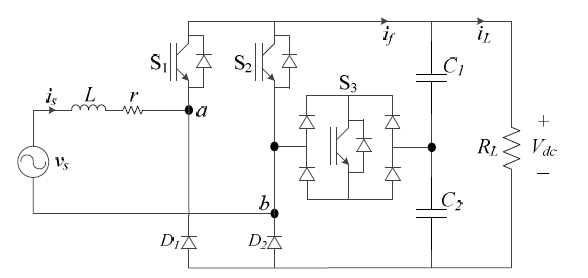 S1
S2
i_f
i_L
C1
S3
i_s
L
r
a
v_s
R_L
+
V_dc
−
b
C2
D1
D2